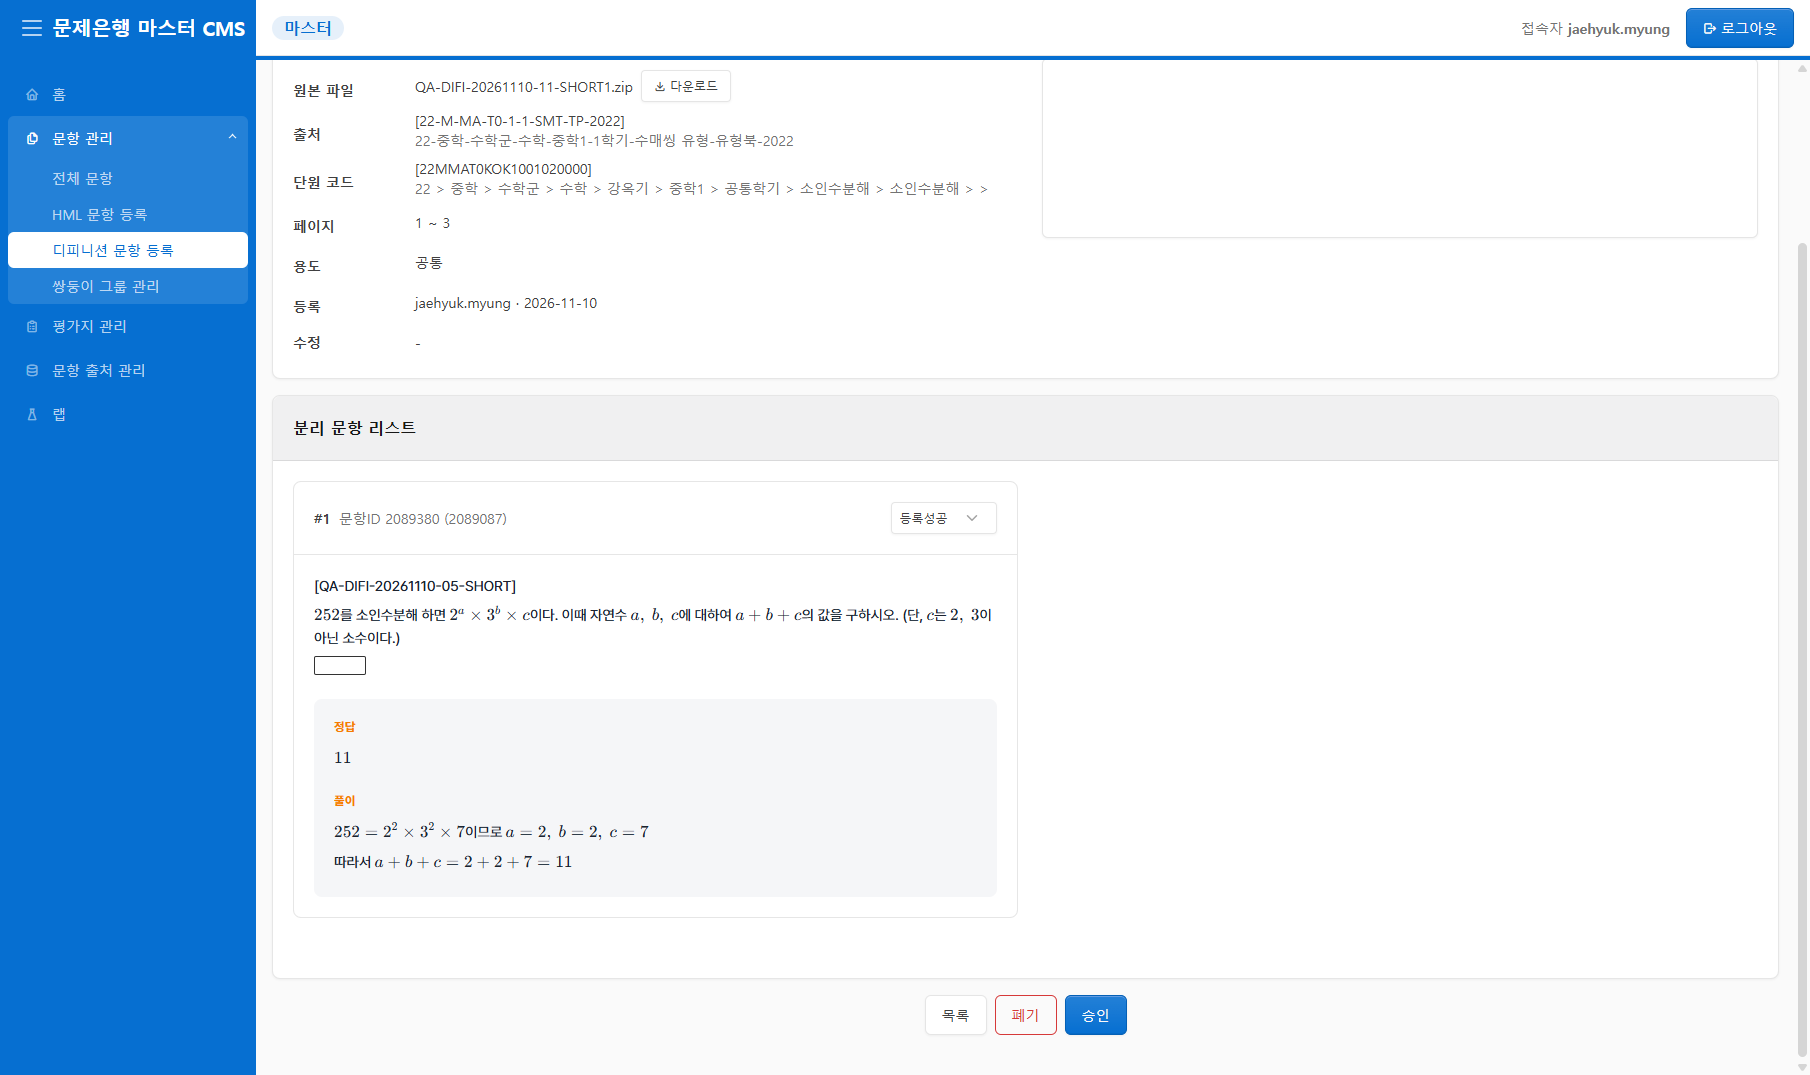 문제은행 마스터 CMS
홈
문항 관리
전체 문항
HML 문항 등록
디피니션 문항 등록
쌍둥이 그룹 관리
평가지 관리
문항 출처 관리
랩
마스터
접속자 jaehyuk.myung
로그아웃
원본 파일 QA-DIFI-20261110-11-SHORT1.zip 다운로드
출처 [22-M-MA-T0-1-1-SMT-TP-2022]
22-중학-수학군-수학-중학1-1학기-수매씽 유형-유형북-2022
단원 코드 [22MMAT0KOK1001020000]
22 > 중학 > 수학군 > 수학 > 강옥기 > 중학1 > 공통학기 > 소인수분해 > 소인수분해 > >
페이지 1 ~ 3
용도 공통
등록 jaehyuk.myung · 2026-11-10
수정 -
분리 문항 리스트
#1 문항ID 2089380 (2089087) 등록성공
[QA-DIFI-20261110-05-SHORT]
252를 소인수분해 하면 2^a × 3^b × c이다. 이때 자연수 a, b, c에 대하여 a + b + c의 값을 구하시오. (단, c는 2, 3이
아닌 소수이다.)
정답
11
풀이
252 = 2² × 3² × 7이므로 a = 2, b = 2, c = 7
따라서 a + b + c = 2 + 2 + 7 = 11
목록 폐기 승인